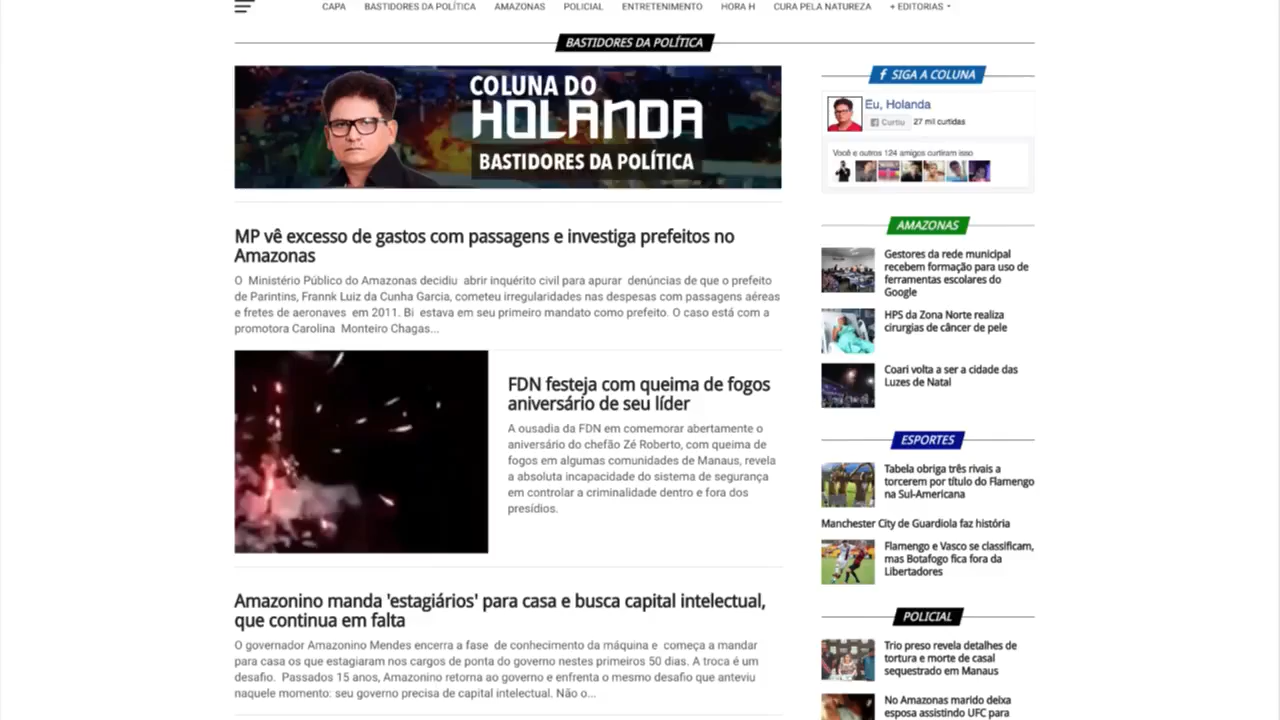 CAPA BASTIDORES DA POLÍTICA AMAZONAS POLICIAL ENTRETENIMENTO HORA H CURA PELA NATUREZA + EDITORIAS
BASTIDORES DA POLÍTICA
COLUNA DO
HOLANDA
BASTIDORES DA POLÍTICA
MP vê excesso de gastos com passagens e investiga prefeitos no
Amazonas
O Ministério Público do Amazonas decidiu abrir inquérito civil para apurar denúncias de que o prefeito
de Parintins, Frannk Luiz da Cunha Garcia, cometeu irregularidades nas despesas com passagens aéreas
e fretes de aeronaves em 2011. Bi estava em seu primeiro mandato como prefeito. O caso está com a
promotora Carolina Monteiro Chagas...
FDN festeja com queima de fogos
aniversário de seu líder
A ousadia da FDN em comemorar abertamente o
aniversário do chefão Zé Roberto, com queima de
fogos em algumas comunidades de Manaus, revela
a absoluta incapacidade do sistema de segurança
em controlar a criminalidade dentro e fora dos
presídios.
Amazonino manda 'estagiários' para casa e busca capital intelectual,
que continua em falta
O governador Amazonino Mendes encerra a fase de conhecimento da máquina e começa a mandar
para casa os que estagiaram nos cargos de ponta do governo nestes primeiros 50 dias. A troca é um
desafio. Passados 15 anos, Amazonino retorna ao governo e enfrenta o mesmo desafio que anteviu
naquele momento: seu governo precisa de capital intelectual. Não o...
f SIGA A COLUNA
Eu, Holanda
Curtiu 27 mil curtidas
Você e outros 124 amigos curtiram isso
AMAZONAS
Gestores da rede municipal
recebem formação para uso de
ferramentas escolares do
Google
HPS da Zona Norte realiza
cirurgias de câncer de pele
Coari volta a ser a cidade das
Luzes de Natal
ESPORTES
Tabela obriga três rivais a
torcerem por título do Flamengo
na Sul-Americana
Manchester City de Guardiola faz história
Flamengo e Vasco se classificam,
mas Botafogo fica fora da
Libertadores
POLICIAL
Trio preso revela detalhes de
tortura e morte de casal
sequestrado em Manaus
No Amazonas marido deixa
esposa assistindo UFC para